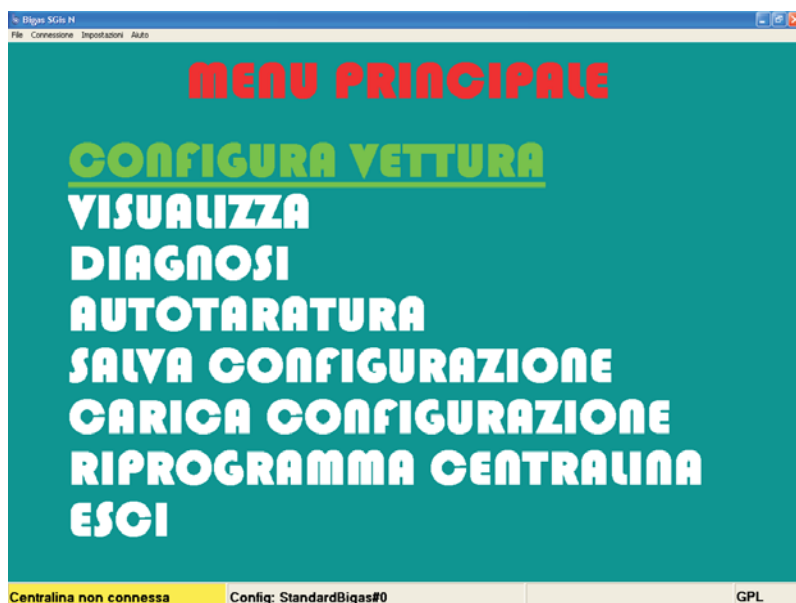 Bigas SGis N
File Connessione Impostazioni Aiuto
MENU PRINCIPALE
CONFIGURA VETTURA
VISUALIZZA
DIAGNOSI
AUTOTARATURA
SALVA CONFIGURAZIONE
CARICA CONFIGURAZIONE
RIPROGRAMMA CENTRALINA
ESCI
Centralina non connessa Config: StandardBigas#0 GPL